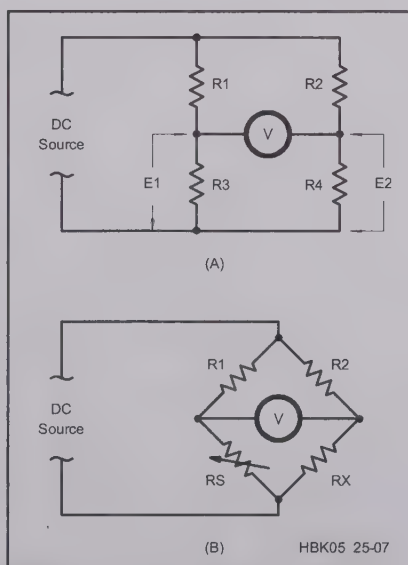 R1
R2
DC
Source
V
E1
R3
R4
E2
(A)
R1
R2
DC
Source
V
RS
RX
(B)
HBK05 25-07